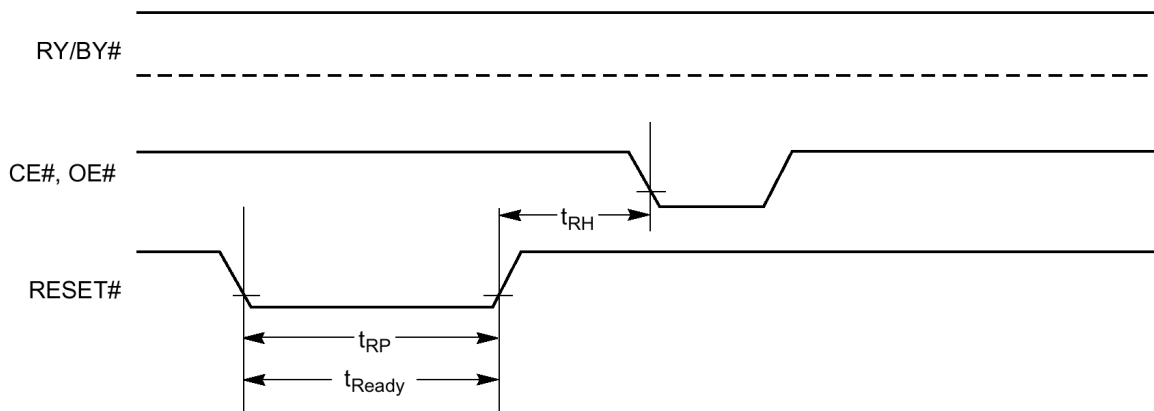 RY/BY#
CE#, OE#
tRH
RESET#
tRP
tReady